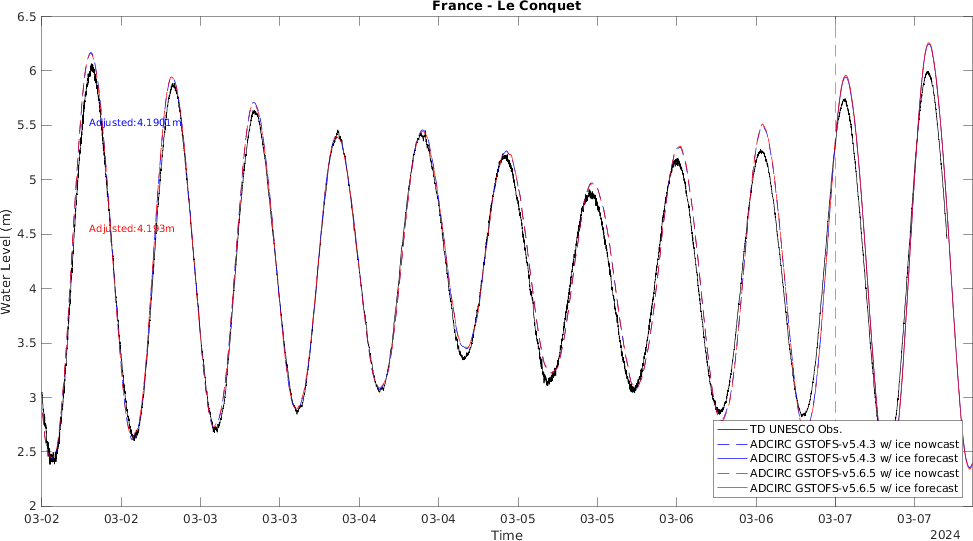 France - Le Conquet
6.5
6
5.5
5
4.5
4
3.5
3
2.5
2
Water Level (m)
Adjusted:4.1901m
Adjusted:4.193m
TD UNESCO Obs.
ADCIRC GSTOFS-v5.4.3 w/ ice nowcast
ADCIRC GSTOFS-v5.4.3 w/ ice forecast
ADCIRC GSTOFS-v5.6.5 w/ ice nowcast
ADCIRC GSTOFS-v5.6.5 w/ ice forecast
03-02 03-02 03-03 03-03 03-04 03-04 03-05 03-05 03-06 03-06 03-07 03-07
Time
2024